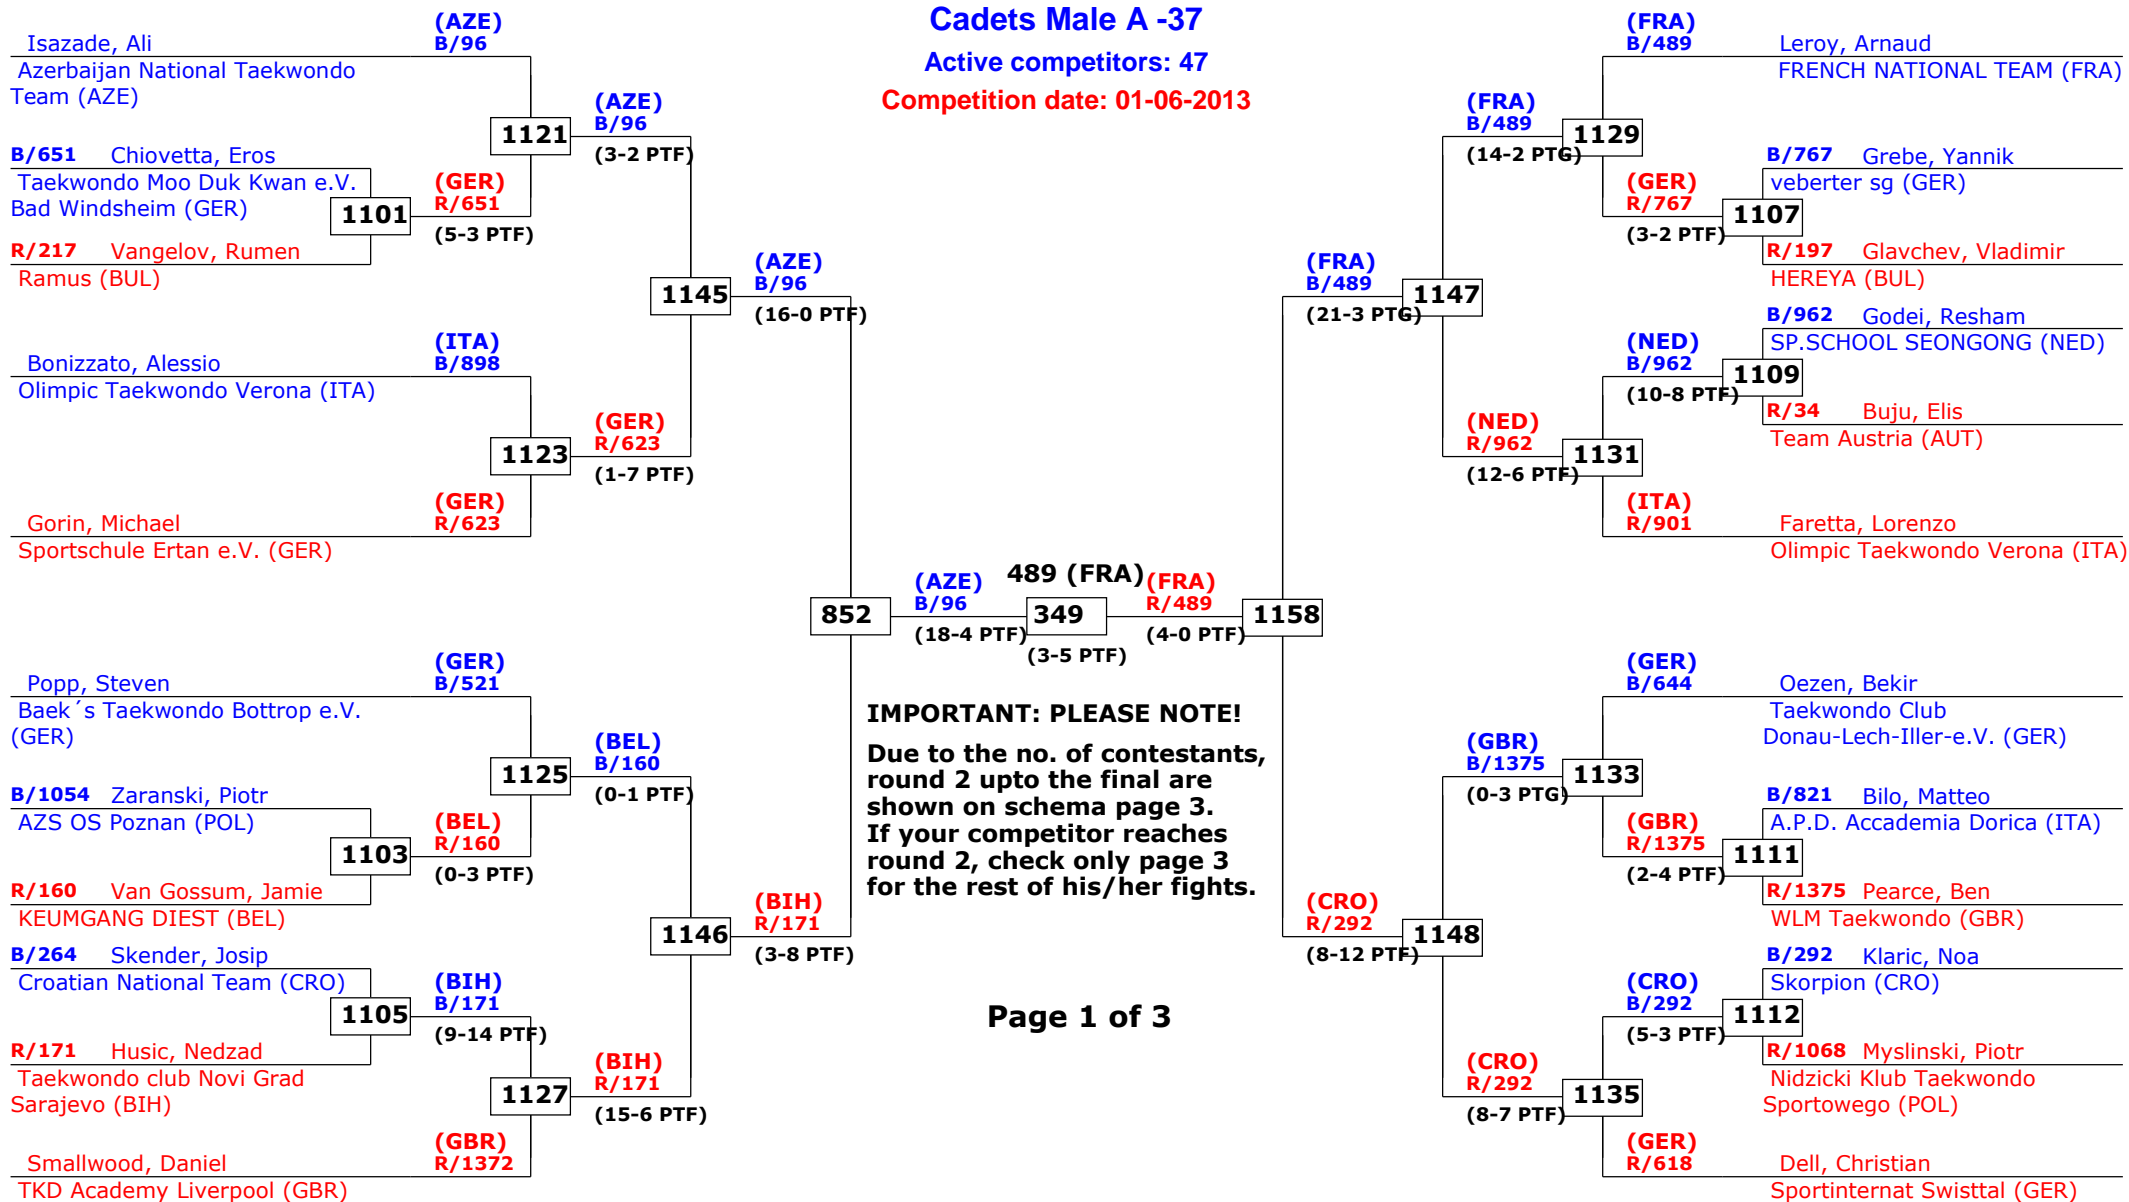 Cadets Male A -37
Active competitors: 47
Competition date: 01-06-2013
(AZE)
Isazade, Ali B/96
Azerbaijan National Taekwondo
Team (AZE)
(AZE)
B/96
1121
(3-2 PTF)
B/651 Chiovetta, Eros
Taekwondo Moo Duk Kwan e.V.
Bad Windsheim (GER)
(GER)
R/651
1101
(5-3 PTF)
R/217 Vangelov, Rumen
Ramus (BUL)
(AZE)
B/96
1145
(16-0 PTF)
(ITA)
Bonizzato, Alessio B/898
Olimpic Taekwondo Verona (ITA)
(GER)
R/623
1123
(1-7 PTF)
(GER)
Gorin, Michael R/623
Sportschule Ertan e.V. (GER)
852
(AZE)
B/96
(18-4 PTF)
489 (FRA)
349
(3-5 PTF)
(FRA)
R/489
(4-0 PTF)
1158
(GER)
Popp, Steven B/521
Baek´s Taekwondo Bottrop e.V.
(GER)
(BEL)
B/160
1125
(0-1 PTF)
B/1054 Zaranski, Piotr
AZS OS Poznan (POL)
(BEL)
R/160
1103
(0-3 PTF)
R/160 Van Gossum, Jamie
KEUMGANG DIEST (BEL)
(BIH)
R/171
1146
(3-8 PTF)
B/264 Skender, Josip
Croatian National Team (CRO)
(BIH)
B/171
1105
(9-14 PTF)
R/171 Husic, Nedzad
Taekwondo club Novi Grad
Sarajevo (BIH)
(BIH)
R/171
1127
(15-6 PTF)
(GBR)
Smallwood, Daniel R/1372
TKD Academy Liverpool (GBR)
IMPORTANT: PLEASE NOTE!
Due to the no. of contestants,
round 2 upto the final are
shown on schema page 3.
If your competitor reaches
round 2, check only page 3
for the rest of his/her fights.
Page 1 of 3
(FRA)
B/489 Leroy, Arnaud
FRENCH NATIONAL TEAM (FRA)
(FRA)
B/489
1129
(14-2 PTG)
B/767 Grebe, Yannik
veberter sg (GER)
(GER)
R/767
1107
(3-2 PTF)
R/197 Glavchev, Vladimir
HEREYA (BUL)
(FRA)
B/489
1147
(21-3 PTG)
B/962 Godei, Resham
SP.SCHOOL SEONGONG (NED)
(NED)
B/962
1109
(10-8 PTF)
R/34 Buju, Elis
Team Austria (AUT)
(NED)
R/962
1131
(12-6 PTF)
(ITA)
R/901 Faretta, Lorenzo
Olimpic Taekwondo Verona (ITA)
(GER)
B/644 Oezen, Bekir
Taekwondo Club
Donau-Lech-Iller-e.V. (GER)
(GBR)
B/1375
1133
(0-3 PTG)
B/821 Bilo, Matteo
A.P.D. Accademia Dorica (ITA)
(GBR)
R/1375
1111
(2-4 PTF)
R/1375 Pearce, Ben
WLM Taekwondo (GBR)
(CRO)
R/292
1148
(8-12 PTF)
B/292 Klaric, Noa
Skorpion (CRO)
(CRO)
B/292
1112
(5-3 PTF)
R/1068 Myslinski, Piotr
Nidzicki Klub Taekwondo
Sportowego (POL)
(CRO)
R/292
1135
(8-7 PTF)
(GER)
R/618 Dell, Christian
Sportinternat Swisttal (GER)